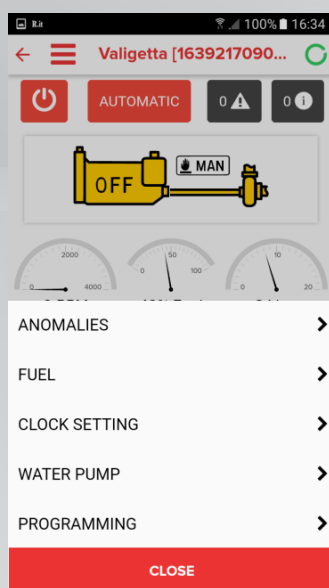 R.it 100% 16:34
Valigetta [1639217090...
AUTOMATIC 0 0 i
OFF MAN
2000 50 10
0 4000 0 100 0 20
ANOMALIES
FUEL
CLOCK SETTING
WATER PUMP
PROGRAMMING
CLOSE